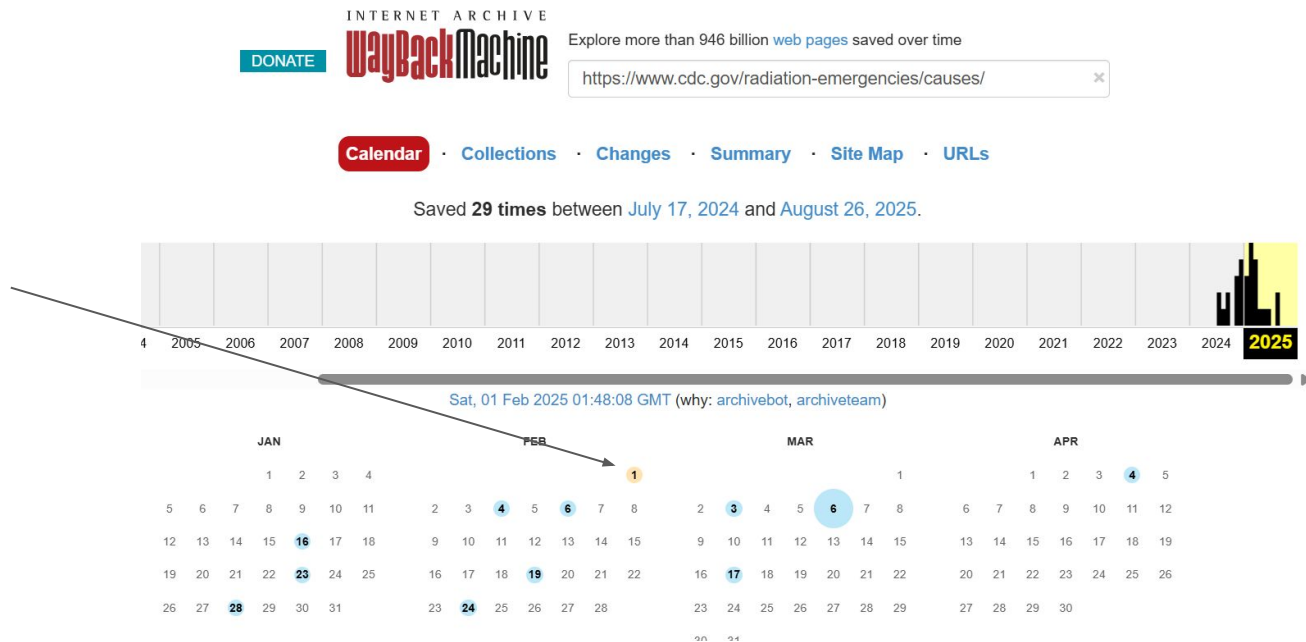 INTERNET ARCHIVE
DONATE
WayBackMachine
Explore more than 946 billion web pages saved over time
https://www.cdc.gov/radiation-emergencies/causes/ ×
Calendar · Collections · Changes · Summary · Site Map · URLs
Saved 29 times between July 17, 2024 and August 26, 2025.
4 2005 2006 2007 2008 2009 2010 2011 2012 2013 2014 2015 2016 2017 2018 2019 2020 2021 2022 2023 2024 2025
Sat, 01 Feb 2025 01:48:08 GMT (why: archivebot, archiveteam)
JAN FEB MAR APR
1 2 3 4 1 1 1 2 3 4 5
5 6 7 8 9 10 11 2 3 4 5 6 7 8 2 3 4 5 6 7 8 6 7 8 9 10 11 12
12 13 14 15 16 17 18 9 10 11 12 13 14 15 9 10 11 12 13 14 15 13 14 15 16 17 18 19
19 20 21 22 23 24 25 16 17 18 19 20 21 22 16 17 18 19 20 21 22 20 21 22 23 24 25 26
26 27 28 29 30 31 23 24 25 26 27 28 23 24 25 26 27 28 29 27 28 29 30
30 31